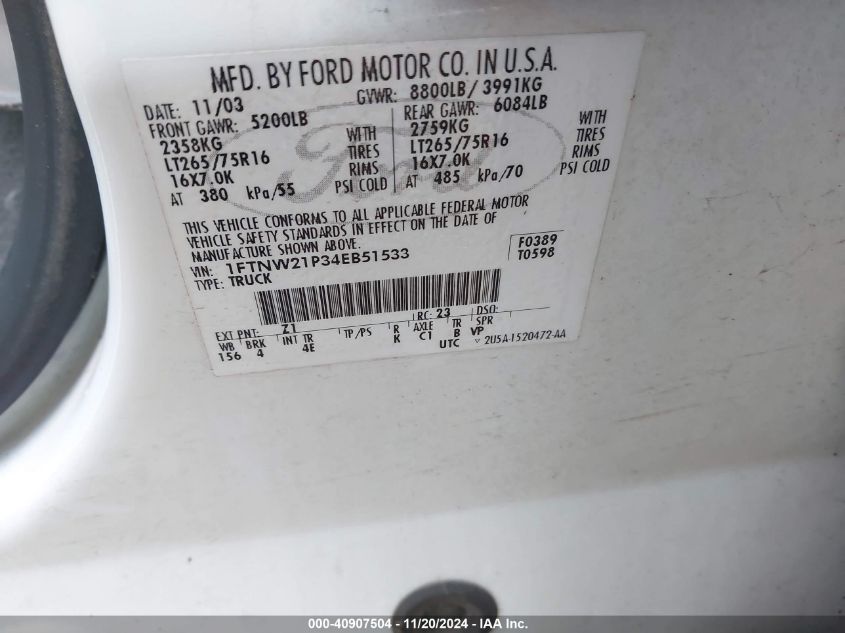 MFD. BY FORD MOTOR CO. IN U.S.A.
DATE: 11/03 GVWR: 8800LB/ 3991KG
FRONT GAWR: 5200LB REAR GAWR: 6084LB
2358KG WITH 2759KG WITH
LT265/75R16 TIRES LT265/75R16 TIRES
16X7.0K RIMS 16X7.0K RIMS
AT 380 kPa/55 PSI COLD AT 485 kPa/70 PSI COLD
Ford
THIS VEHICLE CONFORMS TO ALL APPLICABLE FEDERAL MOTOR
VEHICLE SAFETY STANDARDS IN EFFECT ON THE DATE OF
MANUFACTURE SHOWN ABOVE.
VIN: 1FTNW21P34EB51533 F0389
TYPE: TRUCK T0598
EXT PNT: Z1 RC: 23 DSO:
WB BRK INT TR TP/PS R AXLE TR SPR
156 4 4E K C1 B VP
UTC ▽ 2U5A-1520472-AA
000-40907504 - 11/20/2024 - IAAI.com